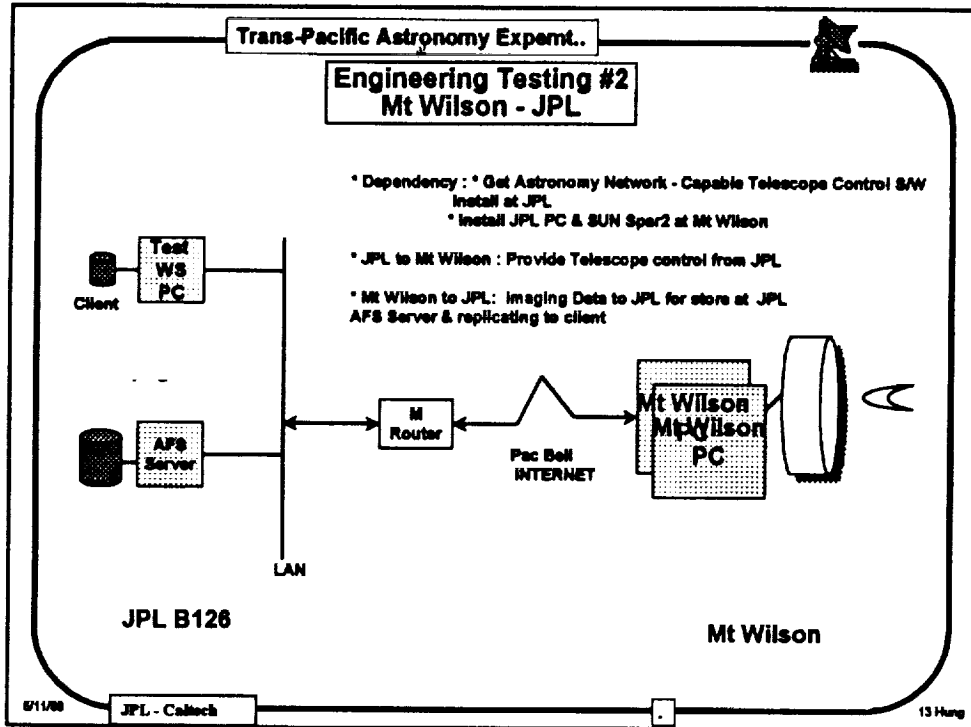 Trans-Pacific Astronomy Expemt..
Engineering Testing #2
Mt Wilson - JPL
* Dependency : * Get Astronomy Network - Capable Telescope Control S/W
Install at JPL
* Install JPL PC & SUN Spar2 at Mt Wilson
* JPL to Mt Wilson : Provide Telescope control from JPL
* Mt Wilson to JPL: Imaging Data to JPL for store at JPL
AFS Server & replicating to client
Test
WS
PC
Client
AFS
Server
M
Router
Pac Bell
INTERNET
Mt Wilson
PC
Mt Wilson
PC
LAN
JPL B126
Mt Wilson
JPL - Caltech
.
13 Hung